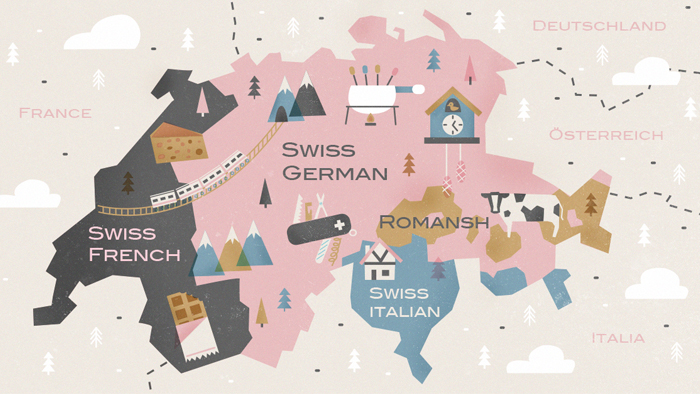 DEUTSCHLAND
FRANCE
ÖSTERREICH
SWISS
GERMAN
ROMANSH
SWISS
FRENCH
SWISS
ITALIAN
ITALIA